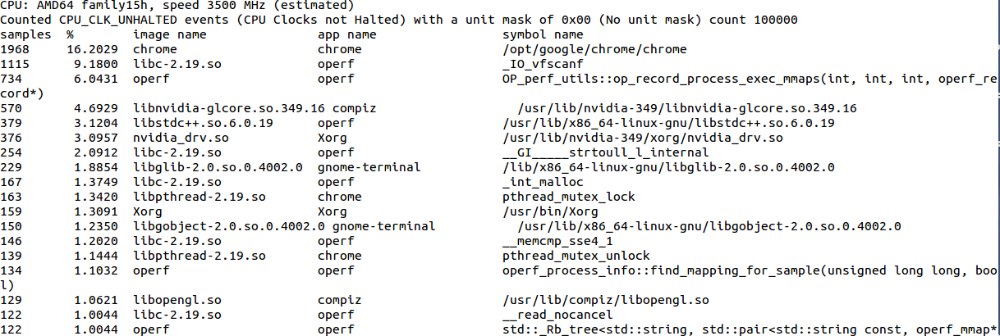 CPU: AMD64 family15h, speed 3500 MHz (estimated)
Counted CPU_CLK_UNHALTED events (CPU Clocks not Halted) with a unit mask of 0x00 (No unit mask) count 100000
samples  %        image name               app name                 symbol name
1968     16.2029  chrome                   chrome                   /opt/google/chrome/chrome
1115      9.1800  libc-2.19.so             operf                    _IO_vfscanf
734       6.0431  operf                    operf                    OP_perf_utils::op_record_process_exec_mmaps(int, int, int, operf_re
cord*)
570       4.6929  libnvidia-glcore.so.349.16 compiz                   /usr/lib/nvidia-349/libnvidia-glcore.so.349.16
379       3.1204  libstdc++.so.6.0.19      operf                    /usr/lib/x86_64-linux-gnu/libstdc++.so.6.0.19
376       3.0957  nvidia_drv.so            Xorg                     /usr/lib/nvidia-349/xorg/nvidia_drv.so
254       2.0912  libc-2.19.so             operf                    __GI_____strtoull_l_internal
229       1.8854  libglib-2.0.so.0.4002.0  gnome-terminal           /lib/x86_64-linux-gnu/libglib-2.0.so.0.4002.0
167       1.3749  libc-2.19.so             operf                    _int_malloc
163       1.3420  libpthread-2.19.so       chrome                   pthread_mutex_lock
159       1.3091  Xorg                     Xorg                     /usr/bin/Xorg
150       1.2350  libgobject-2.0.so.0.4002.0 gnome-terminal           /usr/lib/x86_64-linux-gnu/libgobject-2.0.so.0.4002.0
146       1.2020  libc-2.19.so             operf                    __memcmp_sse4_1
139       1.1444  libpthread-2.19.so       chrome                   pthread_mutex_unlock
134       1.1032  operf                    operf                    operf_process_info::find_mapping_for_sample(unsigned long long, boo
l)
129       1.0621  libopengl.so             compiz                   /usr/lib/compiz/libopengl.so
122       1.0044  libc-2.19.so             operf                    __read_nocancel
122       1.0044  operf                    operf                    std::_Rb_tree<std::string, std::pair<std::string const, operf_mmap*